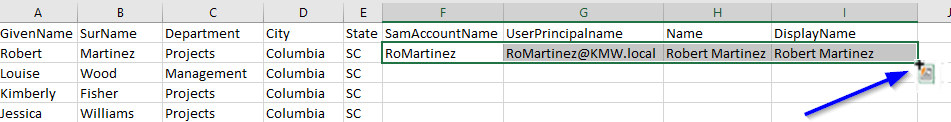 A B C D E F G H I
GivenName SurName Department City State SamAccountName UserPrincipalname Name DisplayName
Robert Martinez Projects Columbia SC RoMartinez RoMartinez@KMW.local Robert Martinez Robert Martinez
Louise Wood Management Columbia SC
Kimberly Fisher Projects Columbia SC
Jessica Williams Projects Columbia SC